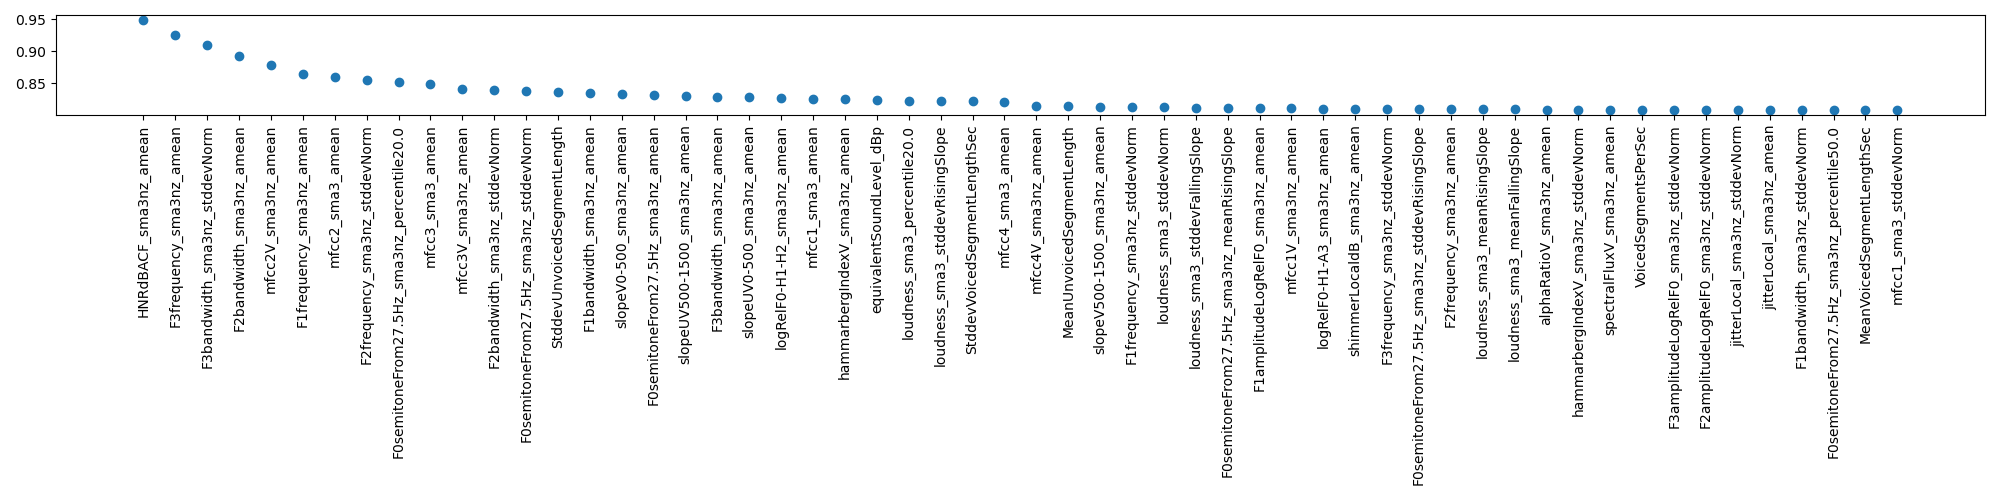 0.95
0.90
0.85
HNRdBACF_sma3nz_amean
F3frequency_sma3nz_amean
F3bandwidth_sma3nz_stddevNorm
F2bandwidth_sma3nz_amean
mfcc2V_sma3nz_amean
F1frequency_sma3nz_amean
mfcc2_sma3_amean
F2frequency_sma3nz_stddevNorm
F0semitoneFrom27.5Hz_sma3nz_percentile20.0
mfcc3_sma3_amean
mfcc3V_sma3nz_amean
F2bandwidth_sma3nz_stddevNorm
F0semitoneFrom27.5Hz_sma3nz_stddevNorm
StddevUnvoicedSegmentLength
F1bandwidth_sma3nz_amean
slopeV0-500_sma3nz_amean
F0semitoneFrom27.5Hz_sma3nz_amean
slopeUV500-1500_sma3nz_amean
F3bandwidth_sma3nz_amean
slopeUV0-500_sma3nz_amean
logRelF0-H1-H2_sma3nz_amean
mfcc1_sma3_amean
hammarbergIndexV_sma3nz_amean
equivalentSoundLevel_dBp
loudness_sma3_percentile20.0
loudness_sma3_stddevRisingSlope
StddevVoicedSegmentLengthSec
mfcc4_sma3_amean
mfcc4V_sma3nz_amean
MeanUnvoicedSegmentLength
slopeV500-1500_sma3nz_amean
F1frequency_sma3nz_stddevNorm
loudness_sma3_stddevNorm
loudness_sma3_stddevFallingSlope
F0semitoneFrom27.5Hz_sma3nz_meanRisingSlope
F1amplitudeLogRelF0_sma3nz_amean
mfcc1V_sma3nz_amean
logRelF0-H1-A3_sma3nz_amean
shimmerLocaldB_sma3nz_amean
F3frequency_sma3nz_stddevNorm
F0semitoneFrom27.5Hz_sma3nz_stddevRisingSlope
F2frequency_sma3nz_amean
loudness_sma3_meanRisingSlope
loudness_sma3_meanFallingSlope
alphaRatioV_sma3nz_amean
hammarbergIndexV_sma3nz_stddevNorm
spectralFluxV_sma3nz_amean
VoicedSegmentsPerSec
F3amplitudeLogRelF0_sma3nz_stddevNorm
F2amplitudeLogRelF0_sma3nz_stddevNorm
jitterLocal_sma3nz_stddevNorm
jitterLocal_sma3nz_amean
F1bandwidth_sma3nz_stddevNorm
F0semitoneFrom27.5Hz_sma3nz_percentile50.0
MeanVoicedSegmentLengthSec
mfcc1_sma3_stddevNorm